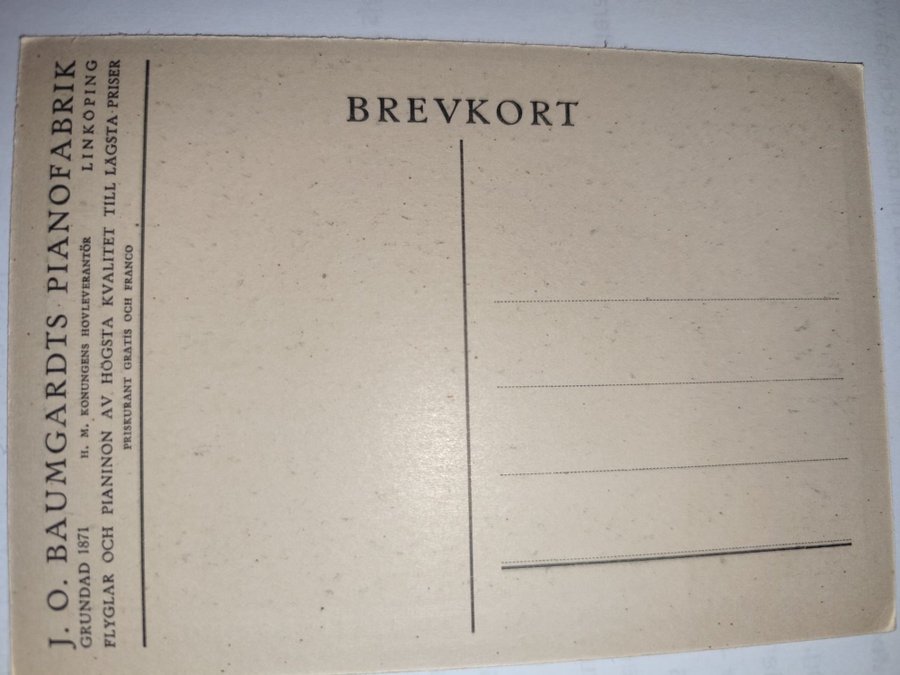 BREVKORT
J. O. BAUMGARDTS PIANOFABRIK
GRUNDAD 1871 H. M. KONUNGENS HOVLEVERANTÖR LINKÖPING
FLYGLAR OCH PIANINON AV HÖGSTA KVALITET TILL LÄGSTA PRISER
PRISKURANT GRATIS OCH FRANCO